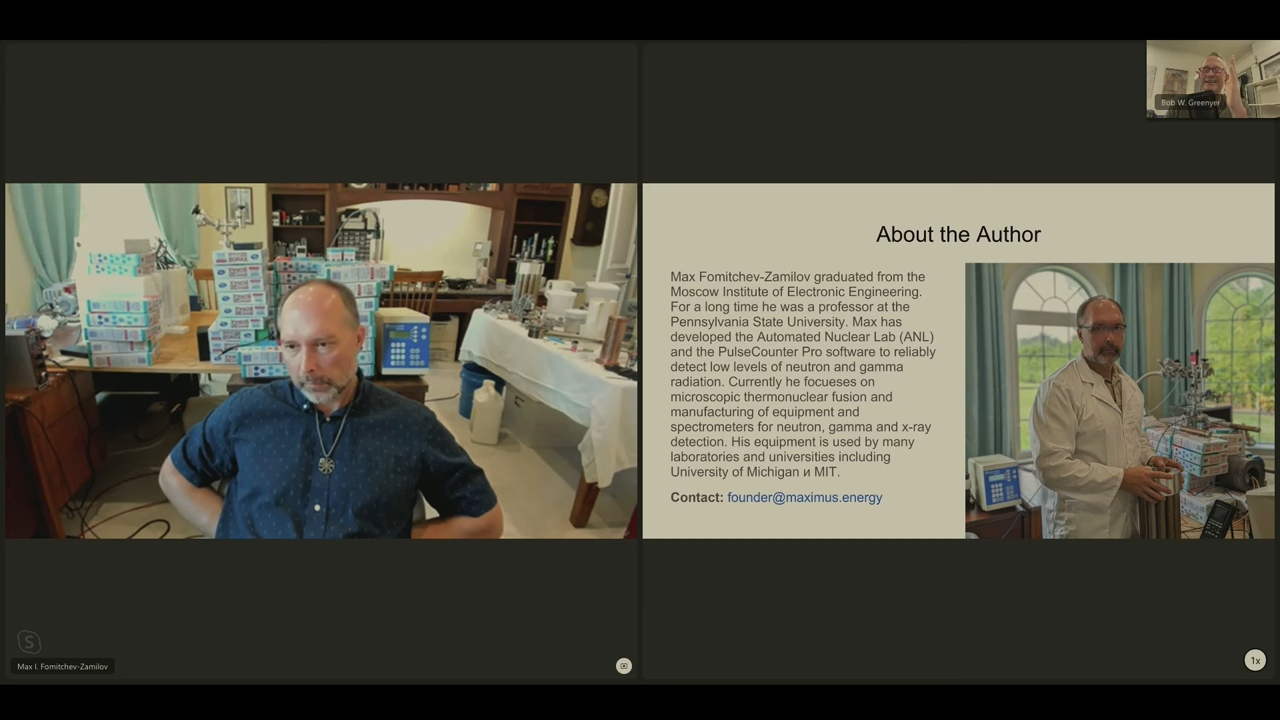 Bob W. Greenyer
About the Author
Max Fomitchev-Zamilov graduated from the
Moscow Institute of Electronic Engineering.
For a long time he was a professor at the
Pennsylvania State University. Max has
developed the Automated Nuclear Lab (ANL)
and the PulseCounter Pro software to reliably
detect low levels of neutron and gamma
radiation. Currently he focueses on
microscopic thermonuclear fusion and
manufacturing of equipment and
spectrometers for neutron, gamma and x-ray
detection. His equipment is used by many
laboratories and universities including
University of Michigan и MIT.
Contact: founder@maximus.energy
Max I. Fomitchev-Zamilov
1x